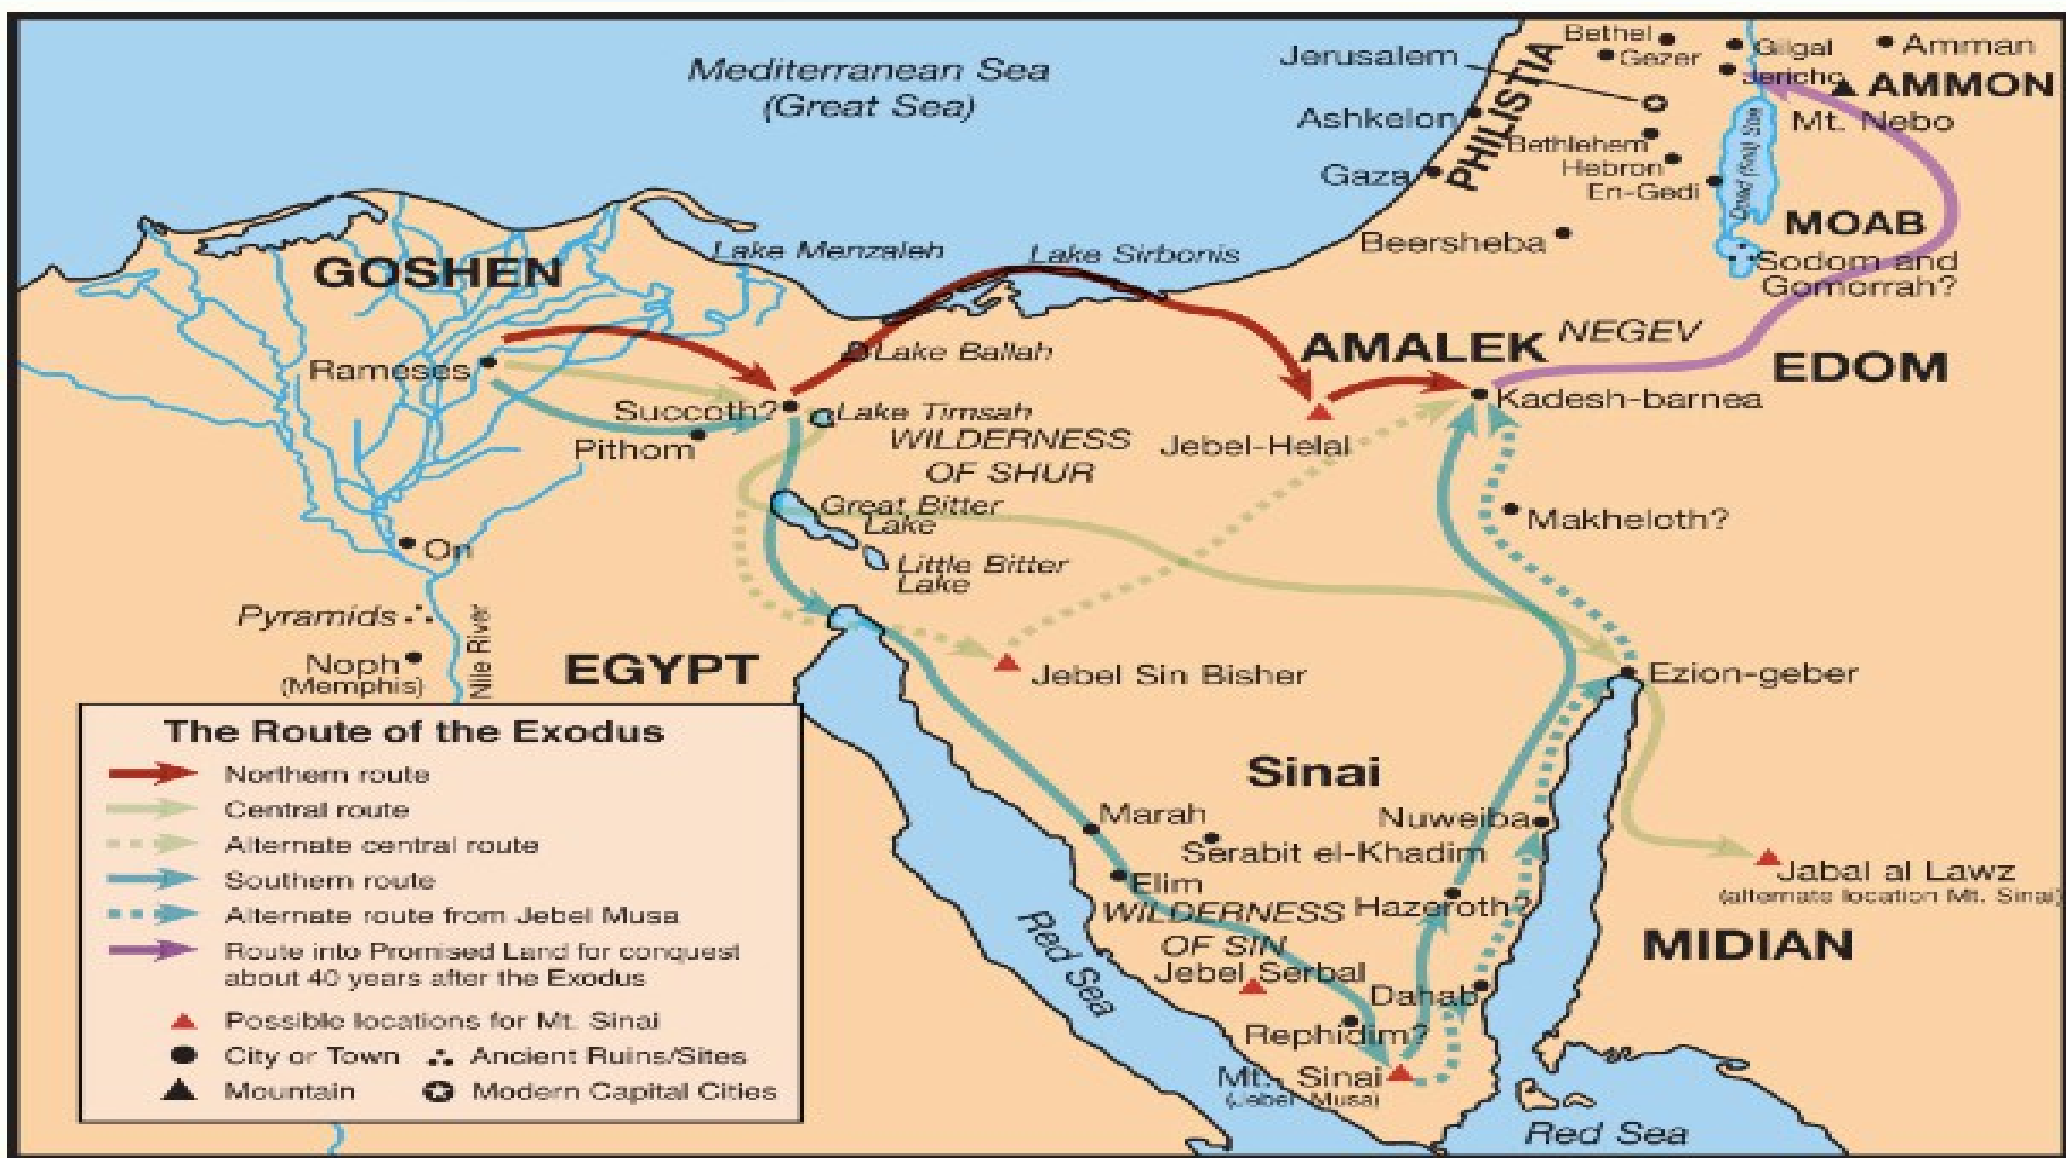 Mediterranean Sea
(Great Sea)
Jerusalem
Bethel
Gezer
Gilgal
Amman
Jericho
AMMON
Ashkelon
PHILISTIA
Mt. Nebo
Bethlehem
Hebron
Gaza
En-Gedi
Dead (Salt) Sea
MOAB
Beersheba
Sodom and
Gomorrah?
Lake Menzaleh
Lake Sirbonis
GOSHEN
Lake Ballah
AMALEK
NEGEV
EDOM
Rameses
Succoth?
Lake Timsah
Kadesh-barnea
Pithom
WILDERNESS
OF SHUR
Jebel-Helal
Great Bitter
Lake
Makheloth?
On
Little Bitter
Lake
Pyramids
Nile River
Noph
(Memphis)
EGYPT
Jebel Sin Bisher
Ezion-geber
The Route of the Exodus
Northern route
Central route
Alternate central route
Southern route
Alternate route from Jebel Musa
Route into Promised Land for conquest
about 40 years after the Exodus
Possible locations for Mt. Sinai
City or Town
Ancient Ruins/Sites
Mountain
Modern Capital Cities
Sinai
Marah
Nuweiba
Serabit el-Khadim
Elim
Jabal al Lawz
(alternate location Mt. Sinai)
WILDERNESS
OF SIN
Hazeroth?
Red Sea
MIDIAN
Jebel Serbal
Dahab
Rephidim?
Mt. Sinai
(Jebel Musa)
Red Sea